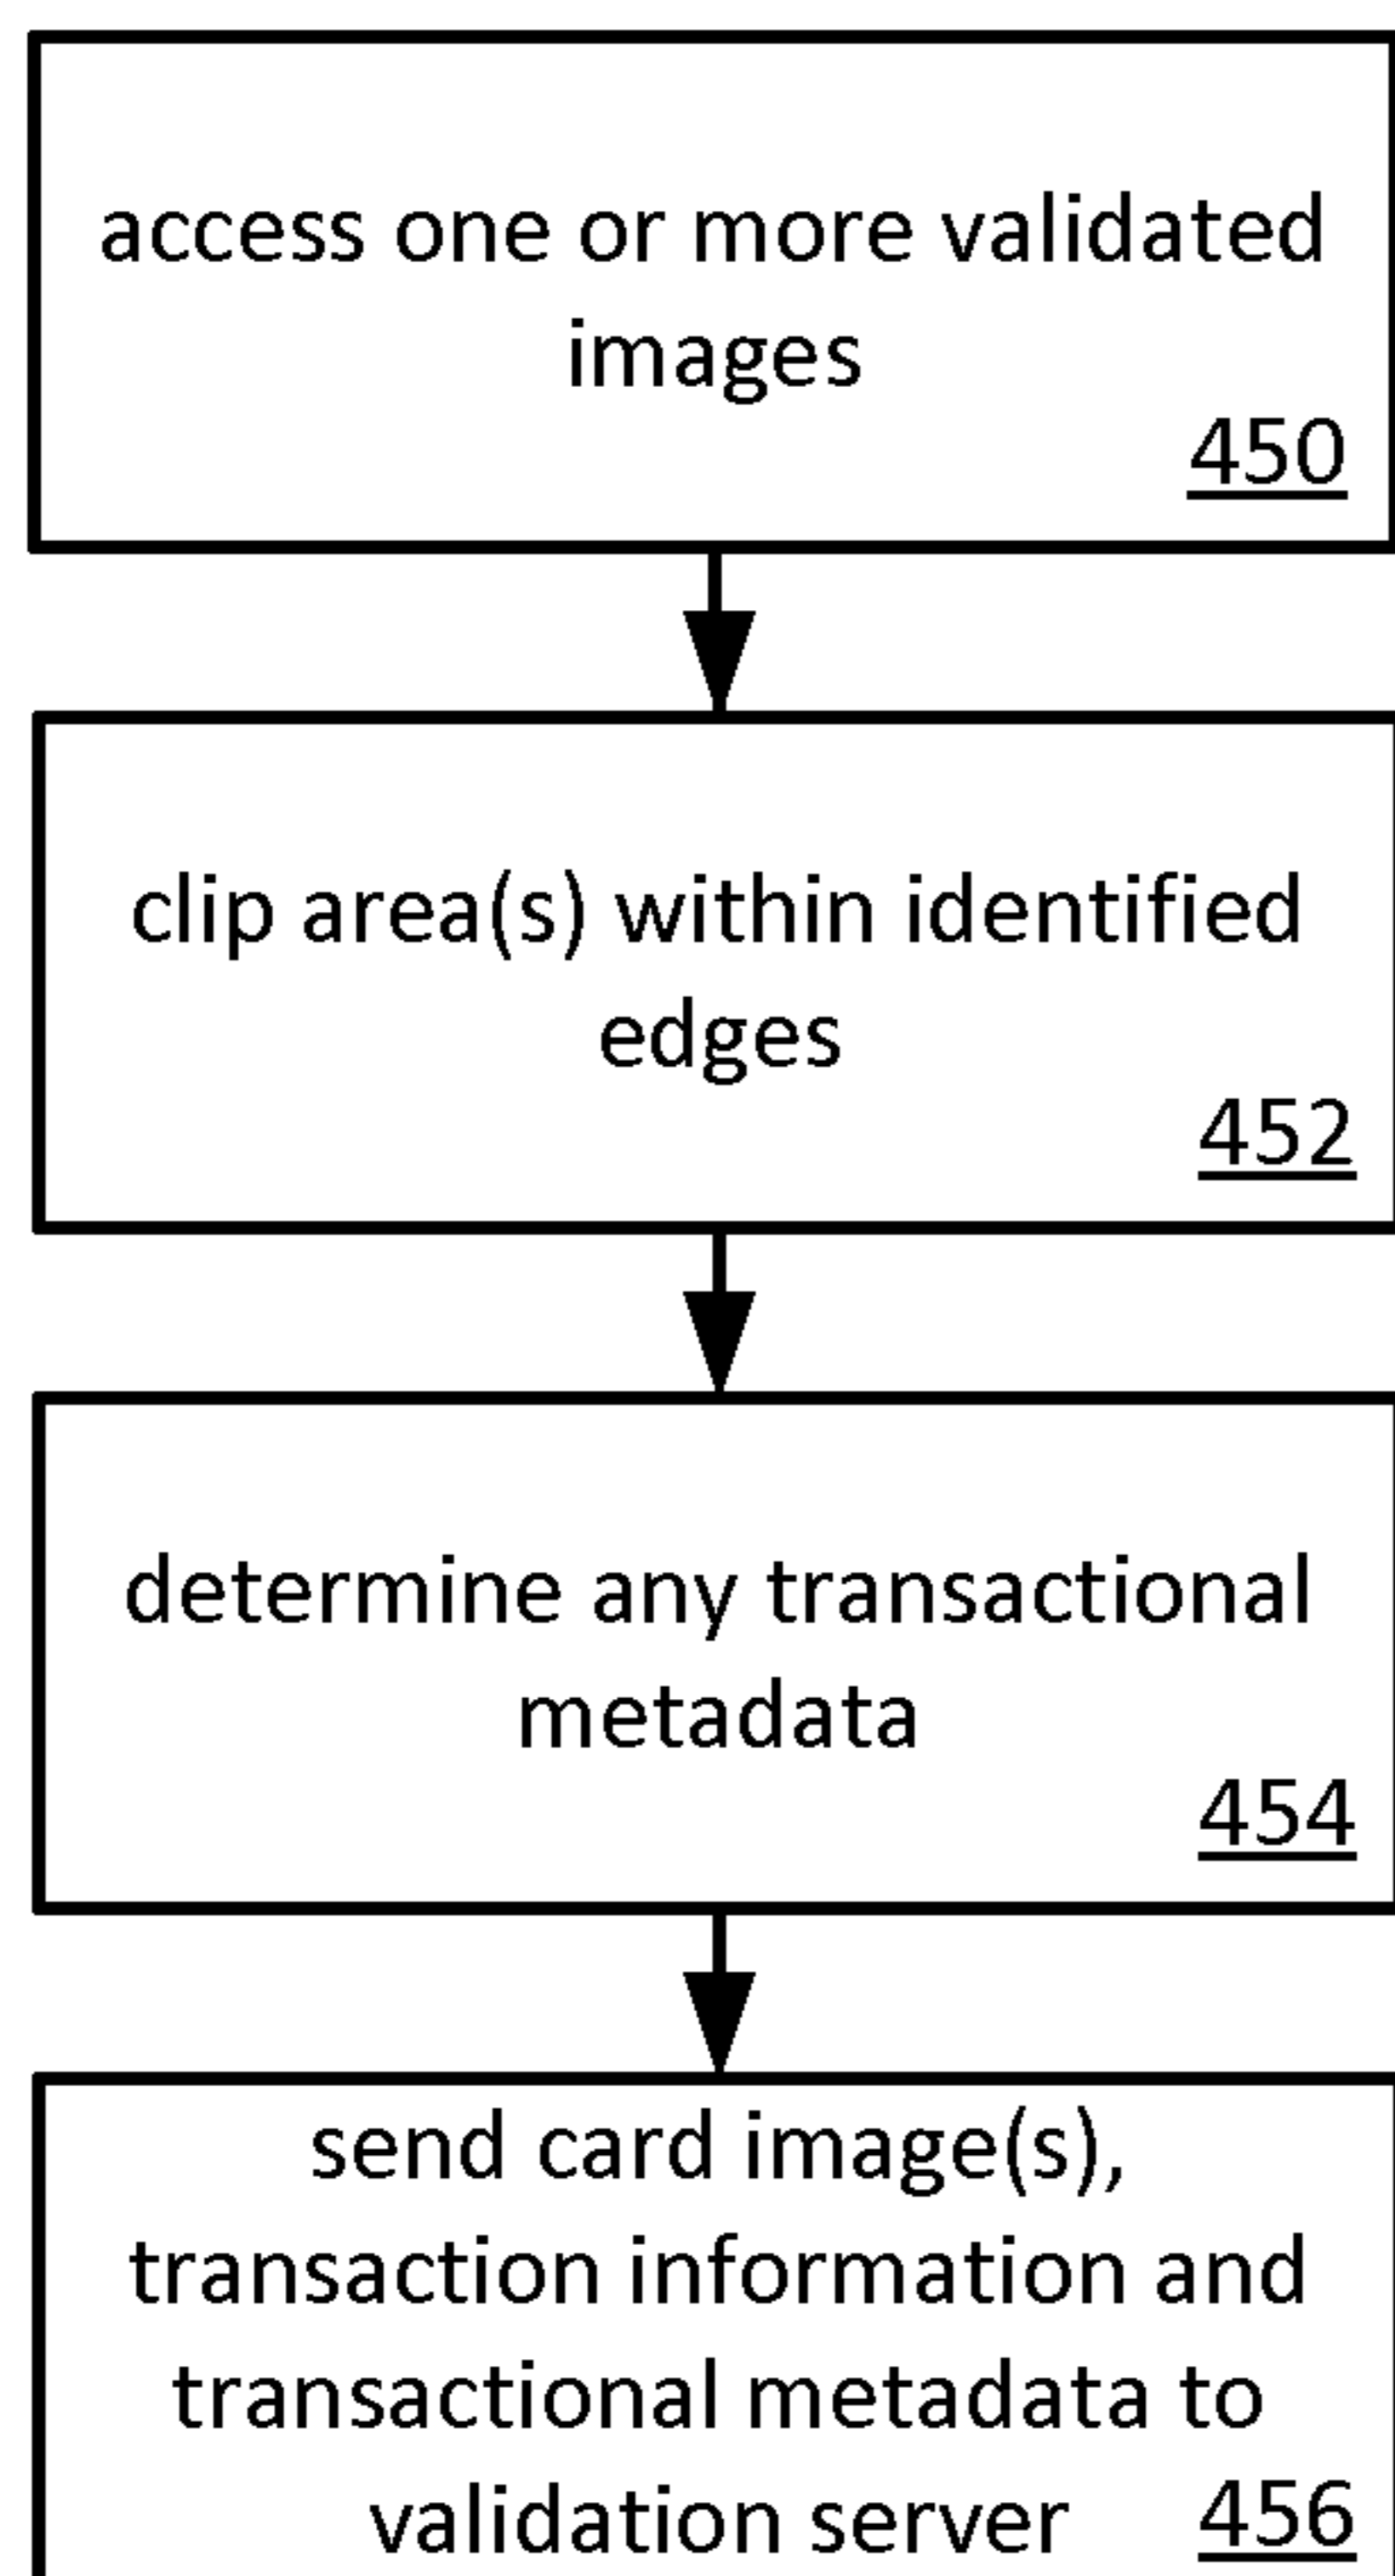 access one or more validated
images
450
clip area(s) within identified
edges
452
determine any transactional
metadata
454
send card image(s),
transaction information and
transactional metadata to
validation server 456